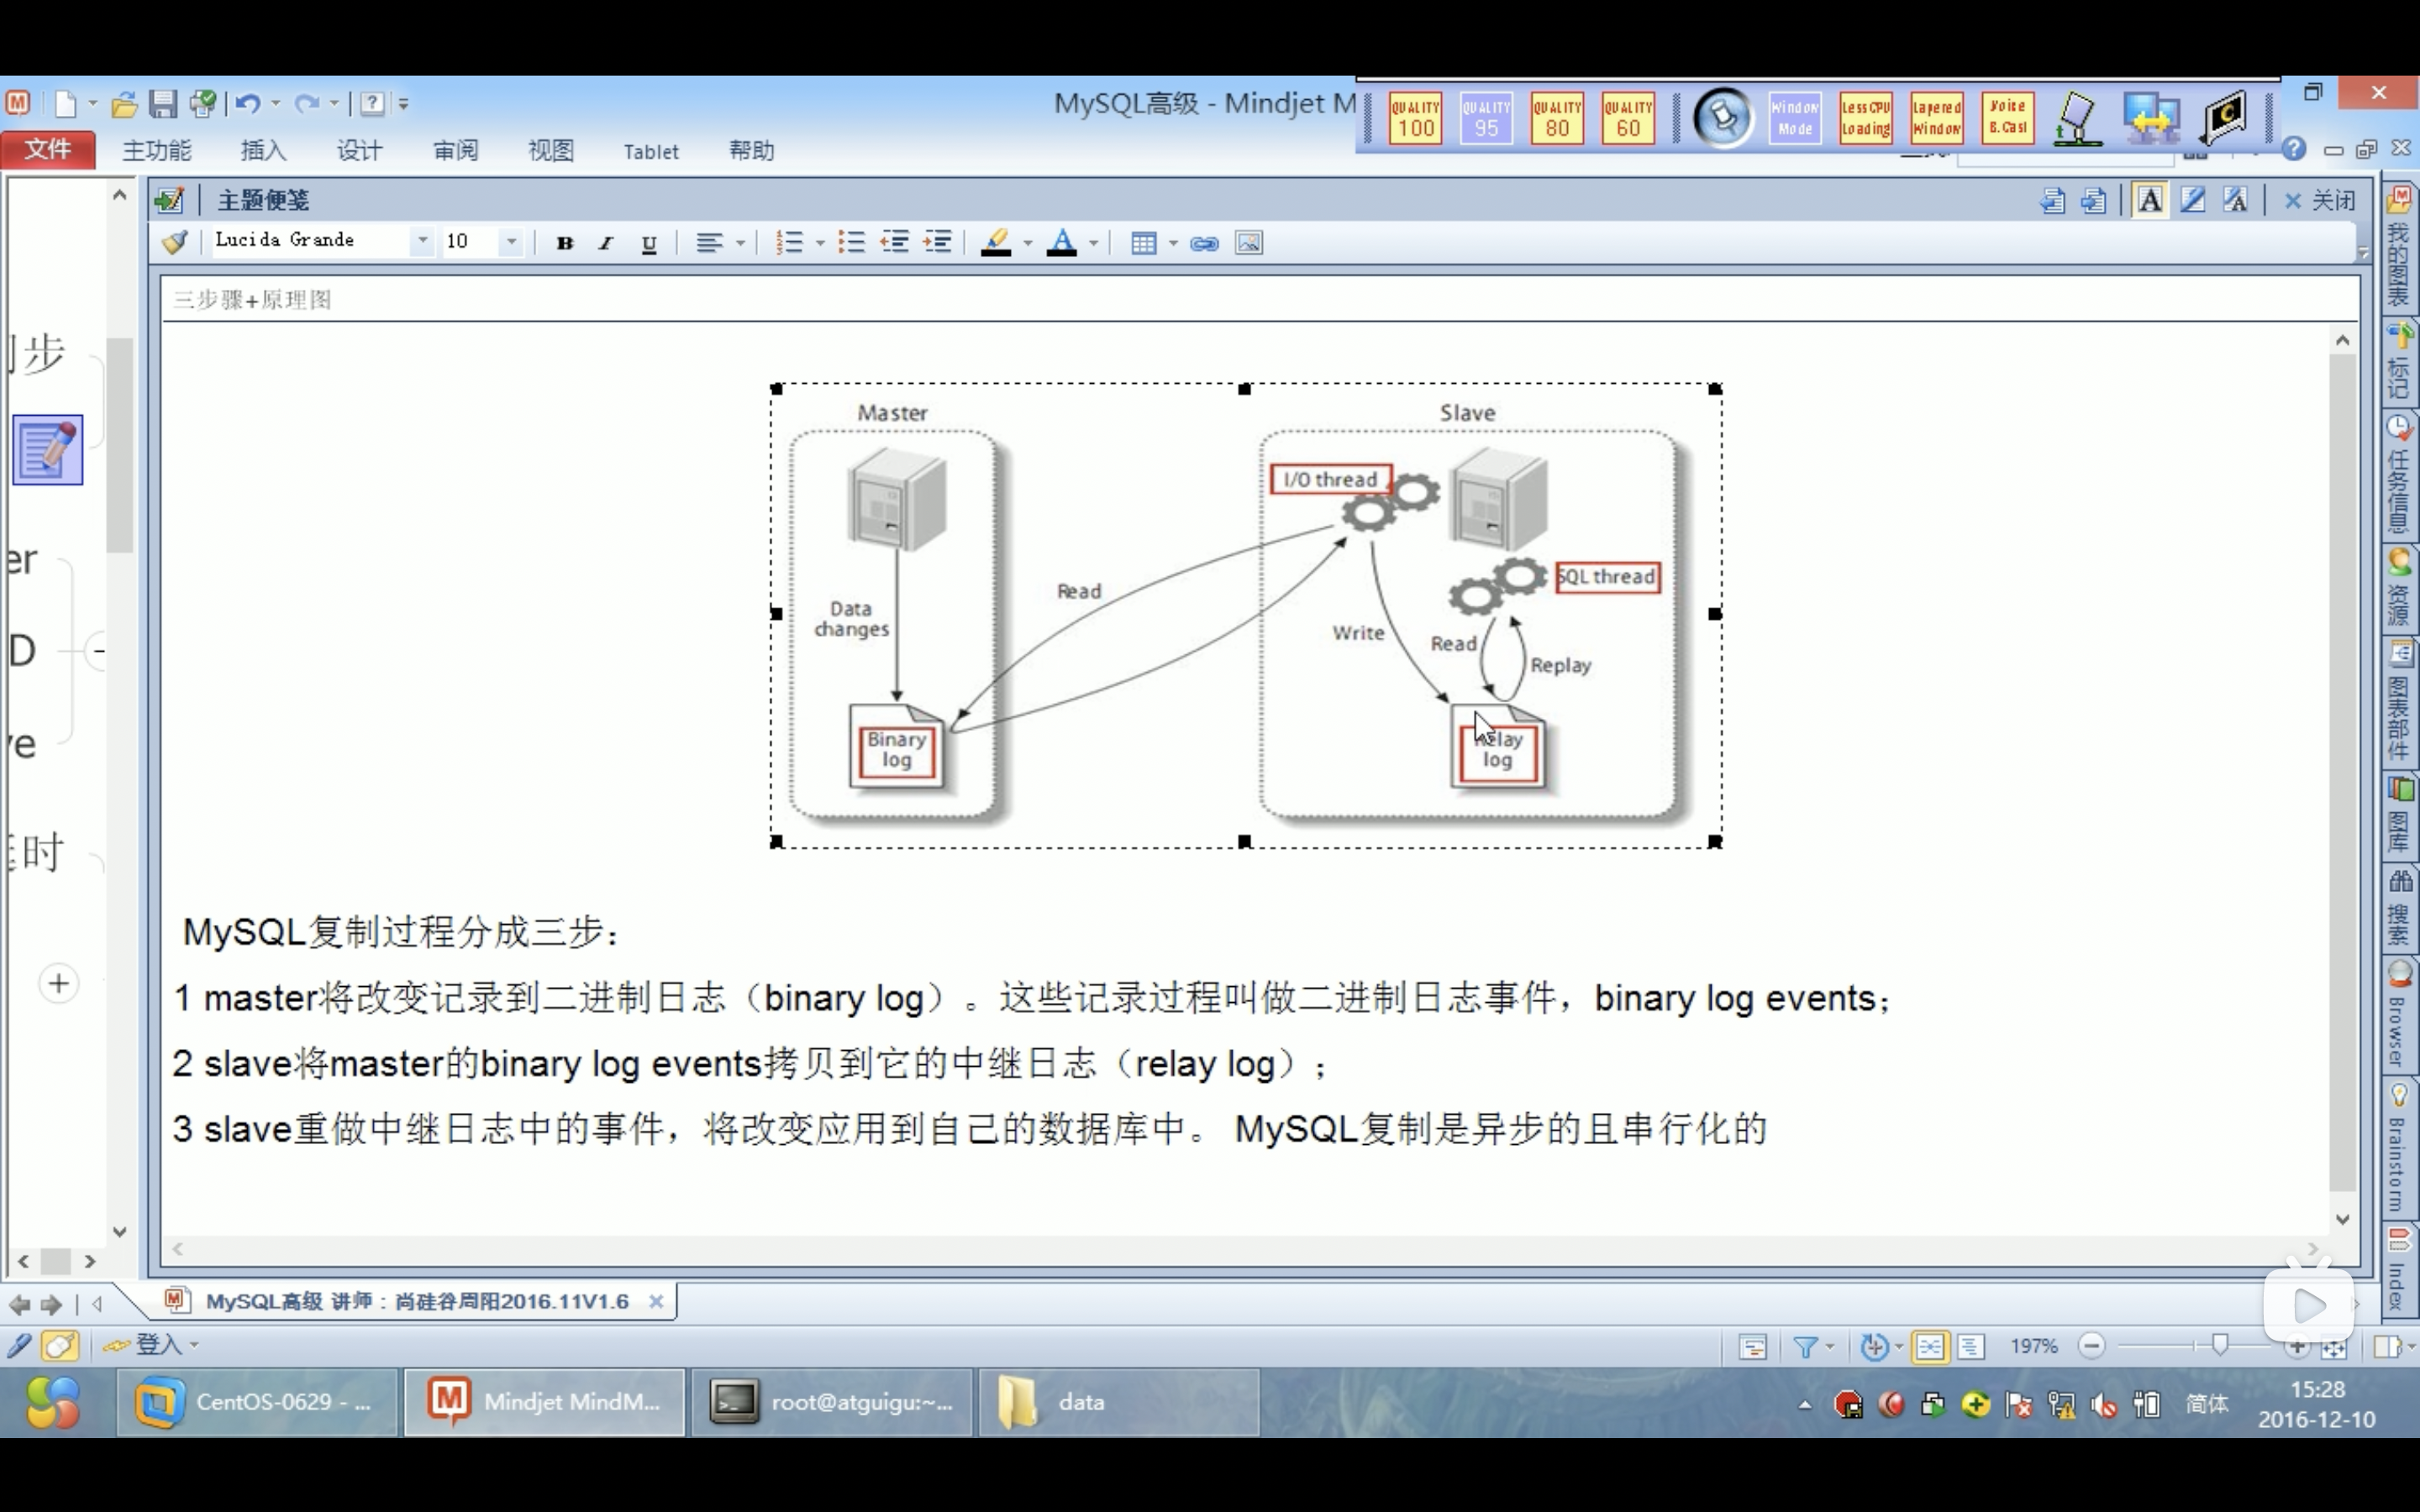 MySQL高级 - Mindjet M
QUALITY 100
QUALITY 95
QUALITY 80
QUALITY 60
Window Mode
Less CPU Loading
Layered Window
Voice B.Cast
文件 主功能 插入 设计 审阅 视图 Tablet 帮助
主题便笺
关闭
Lucida Grande 10 B I U
三步骤+原理图
步
er
D
ve
时
Master
Slave
I/O thread
SQL thread
Data changes
Read
Write
Read
Replay
Binary log
Relay log
MySQL复制过程分成三步：
1 master将改变记录到二进制日志（binary log）。这些记录过程叫做二进制日志事件，binary log events；
2 slave将master的binary log events拷贝到它的中继日志（relay log）；
3 slave重做中继日志中的事件，将改变应用到自己的数据库中。 MySQL复制是异步的且串行化的
我的图表
标记
任务信息
资源
图表部件
图库
搜索
Browser
Brainstorm
Index
MySQL高级 讲师：尚硅谷周阳2016.11V1.6
登入
197%
CentOS-0629 - ...
Mindjet MindM...
root@atguigu:~...
data
简体
15:28
2016-12-10